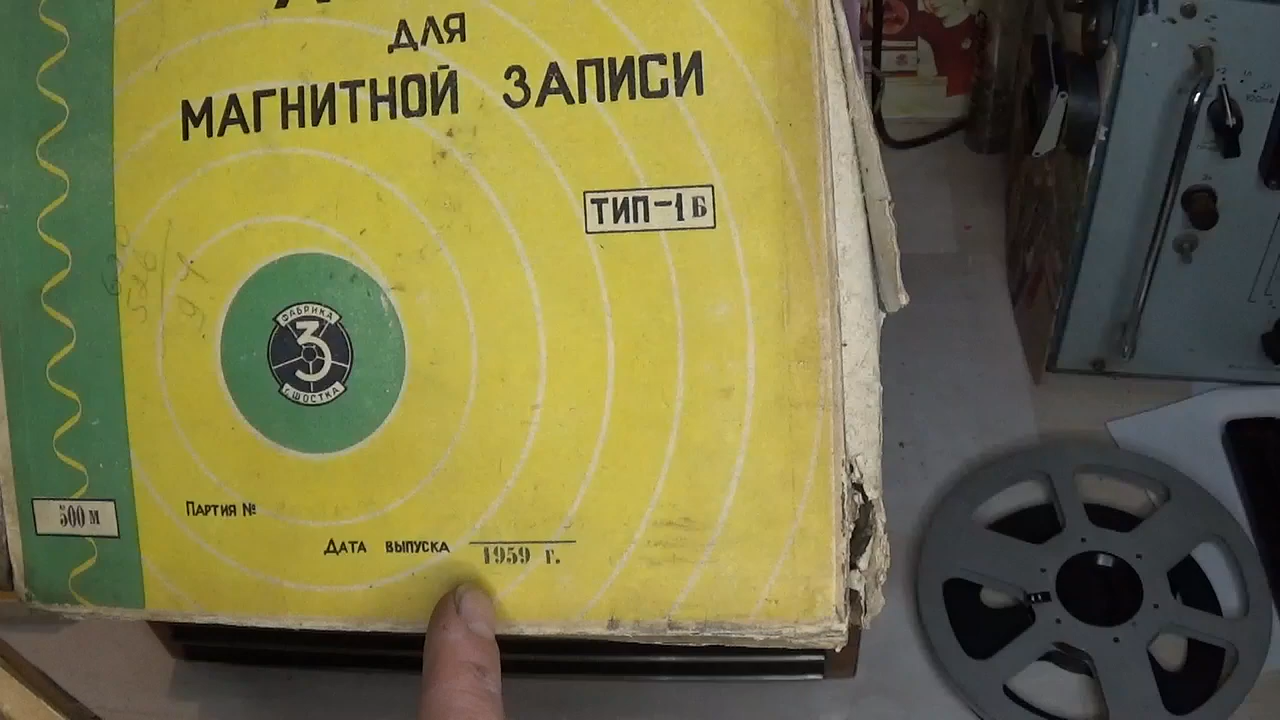 ДЛЯ
МАГНИТНОЙ ЗАПИСИ
ТИП-1Б
ФАБРИКА
3
Г. ШОСТКА
500 м
ПАРТИЯ №
ДАТА ВЫПУСКА
1959 г.